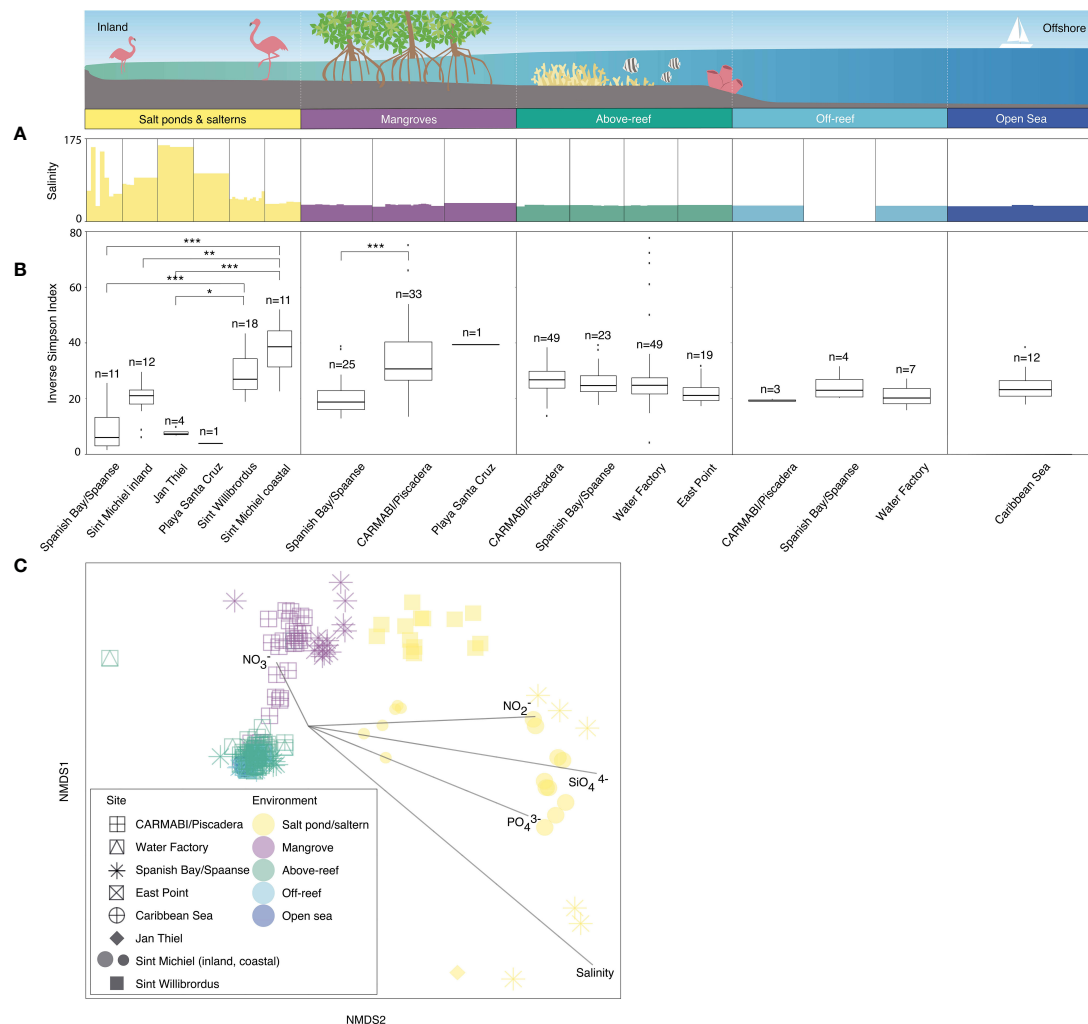 Inland
Offshore
Salt ponds & salterns
Mangroves
Above-reef
Off-reef
Open Sea
A
175
Salinity
0
B
80
60
40
20
0
Inverse Simpson Index
***
**
***
***
*
n=11
n=12
n=4
n=1
n=18
n=11
***
n=25
n=33
n=1
n=49
n=23
n=49
n=19
n=3
n=4
n=7
n=12
Spanish Bay/Spaanse
Sint Michiel inland
Jan Thiel
Playa Santa Cruz
Sint Willibrordus
Sint Michiel coastal
Spanish Bay/Spaanse
CARMABI/Piscadera
Playa Santa Cruz
CARMABI/Piscadera
Spanish Bay/Spaanse
Water Factory
East Point
CARMABI/Piscadera
Spanish Bay/Spaanse
Water Factory
Caribbean Sea
C
NO3-
NO2-
SiO4 4-
PO4 3-
Salinity
NMDS1
Site
Environment
CARMABI/Piscadera
Salt pond/saltern
Water Factory
Mangrove
Spanish Bay/Spaanse
Above-reef
East Point
Off-reef
Caribbean Sea
Open sea
Jan Thiel
Sint Michiel (inland, coastal)
Sint Willibrordus
NMDS2